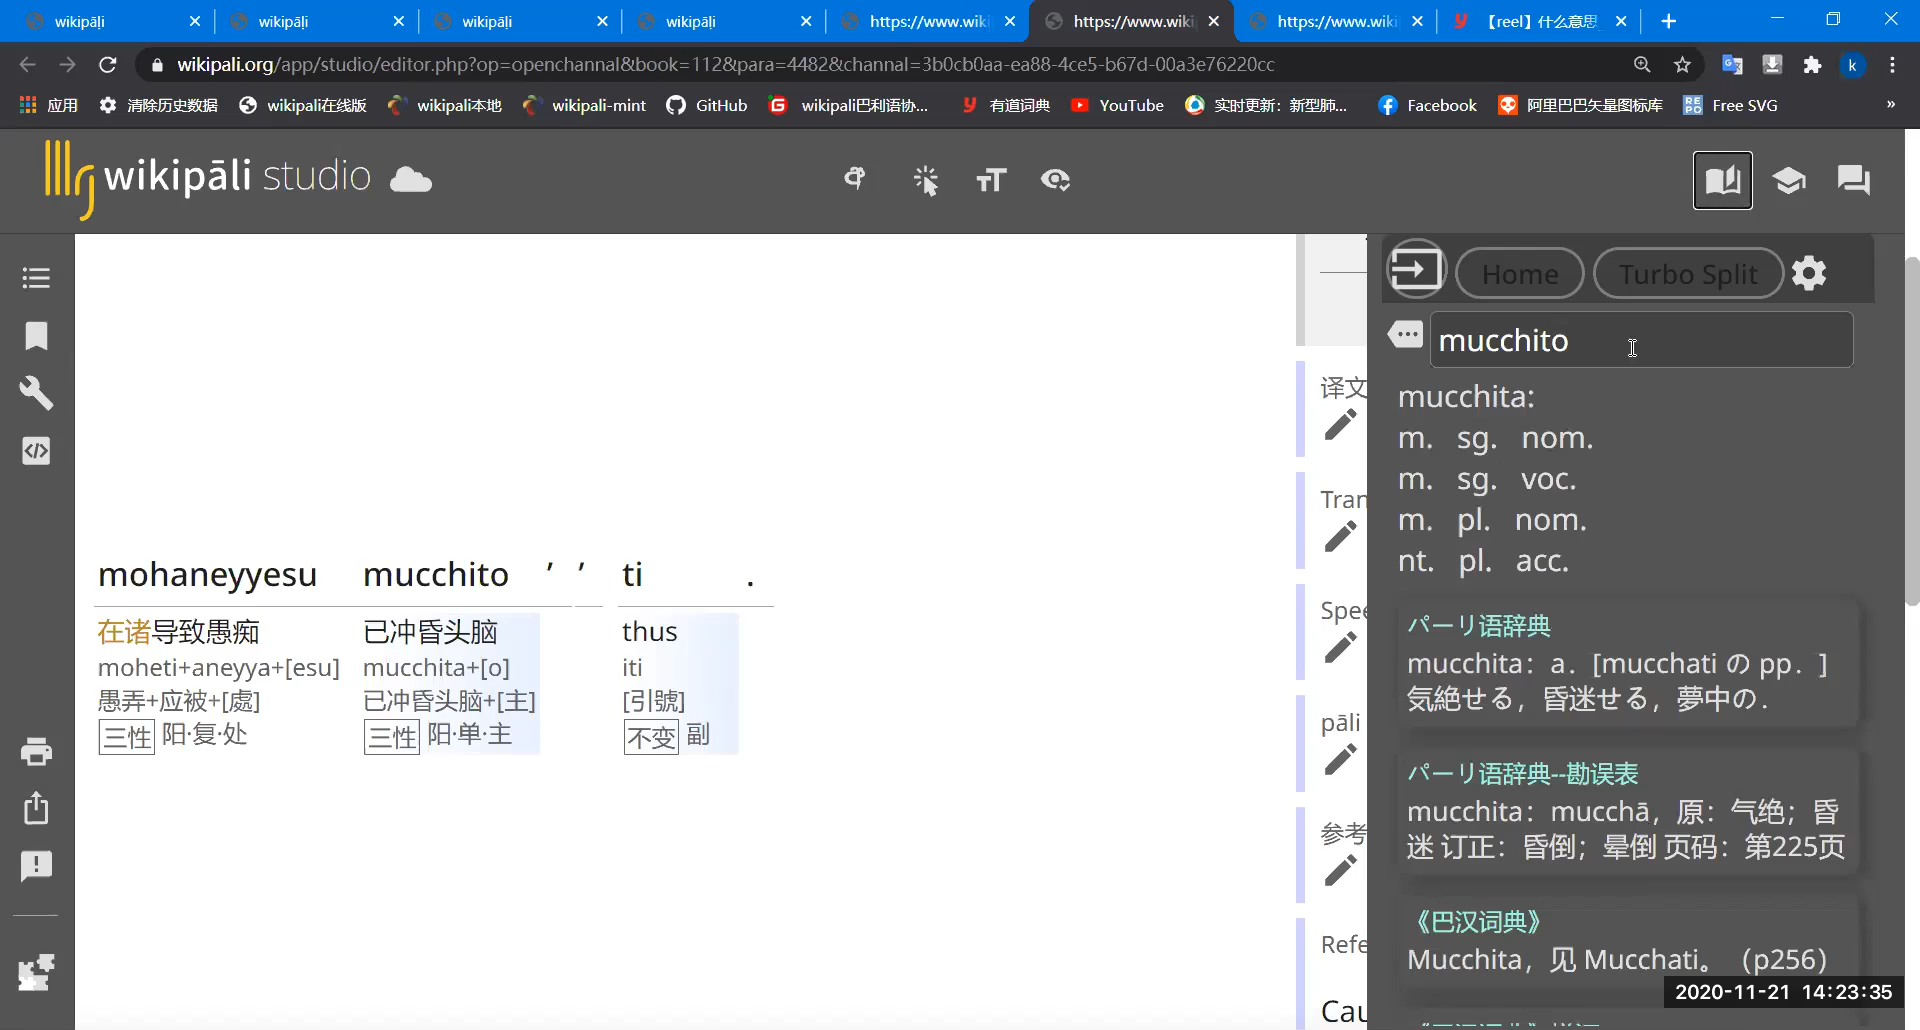 wikipāḷi
wikipāḷi
wikipāḷi
wikipāḷi
https://www.wiki
https://www.wiki
https://www.wiki
【reel】什么意思
wikipali.org/app/studio/editor.php?op=openchannal&book=112&para=4482&channal=3b0cb0aa-ea88-4ce5-b67d-00a3e76220cc
k
应用 清除历史数据 wikipali在线版 wikipali本地 wikipali-mint GitHub wikipali巴利语协... 有道词典 YouTube 实时更新：新型肺... Facebook 阿里巴巴矢量图标库 Free SVG »
wikipāli studio
Home Turbo Split
mucchito
mucchita:
m. sg. nom.
m. sg. voc.
m. pl. nom.
nt. pl. acc.
パーリ语辞典
mucchita：a．[mucchati の pp．]
気絶せる，昏迷せる，夢中の．
パーリ语辞典--勘误表
mucchita：mucchā，原：气绝；昏
迷 订正：昏倒；晕倒 页码：第225页
《巴汉词典》
Mucchita，见 Mucchati。（p256）
2020-11-21 14:23:35
译文
Tran
Spee
pāli
参考
Refe
Cau
mohaneyyesu mucchito ’ ’ ti .
在诸导致愚痴 已冲昏头脑 thus
moheti+aneyya+[esu] mucchita+[o] iti
愚弄+应被+[處] 已冲昏头脑+[主] [引號]
三性 阳·复·处 三性 阳·单·主 不变 副